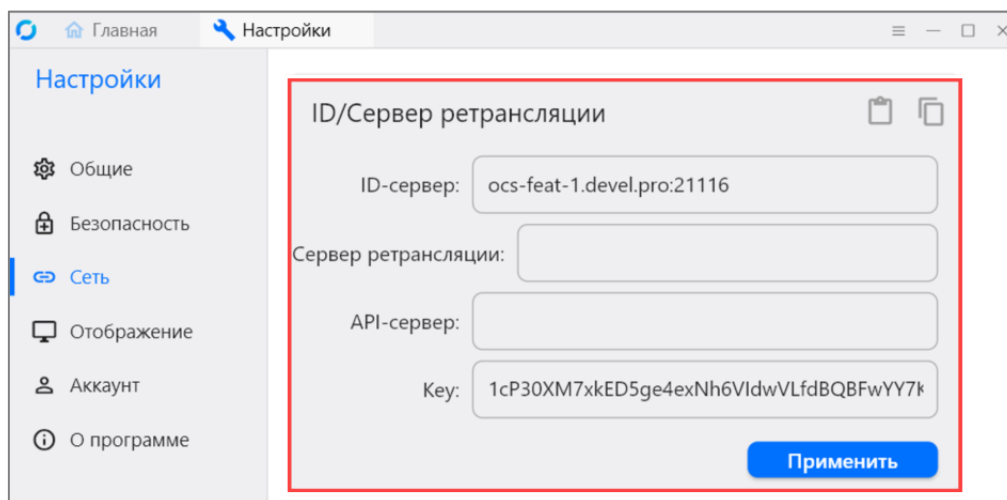 Главная
Настройки
Настройки
Общие
Безопасность
Сеть
Отображение
Аккаунт
О программе
ID/Сервер ретрансляции
ID-сервер: ocs-feat-1.devel.pro:21116
Сервер ретрансляции:
API-сервер:
Key: 1cP30XM7xkED5ge4exNh6VIdwVLfdBQBFwYY7K
Применить